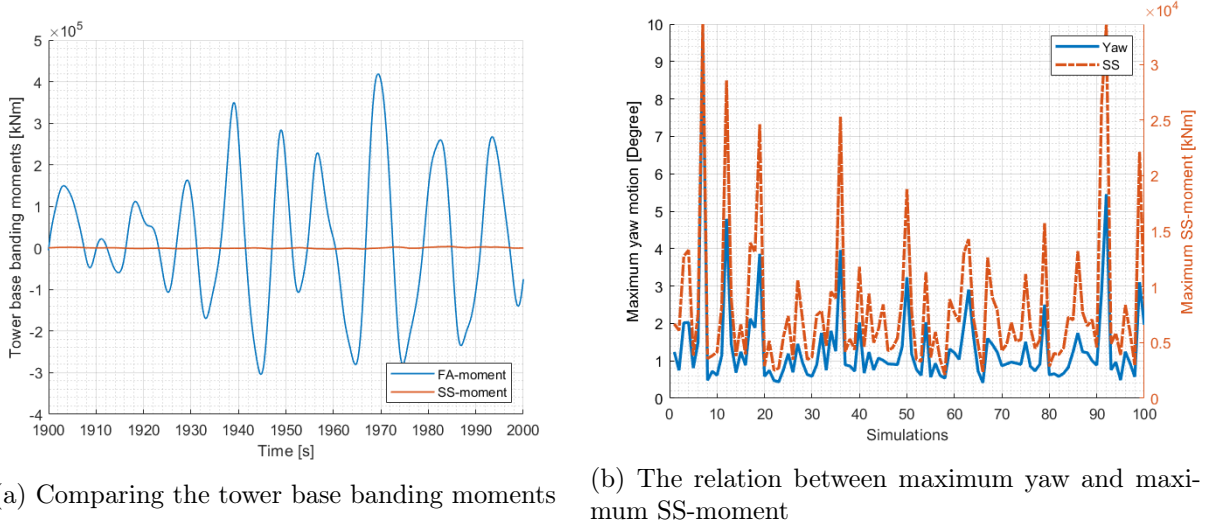 ×10⁵
5
4
3
2
1
0
-1
-2
-3
-4
Tower base banding moments [kNm]
FA-moment
SS-moment
1900 1910 1920 1930 1940 1950 1960 1970 1980 1990 2000
Time [s]
(a) Comparing the tower base banding moments
×10⁴
10
9
8
7
6
5
4
3
2
1
0
Maximum yaw motion [Degree]
Yaw
SS
3
2.5
2
1.5
1
0.5
0
Maximum SS-moment [kNm]
0 10 20 30 40 50 60 70 80 90 100
Simulations
(b) The relation between maximum yaw and maxi-
mum SS-moment